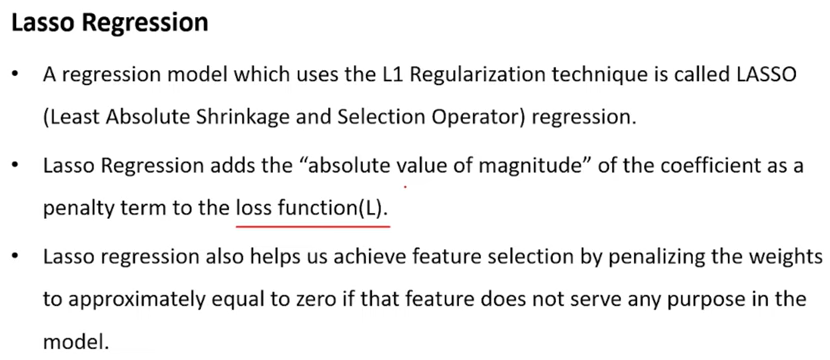 Lasso Regression
• A regression model which uses the L1 Regularization technique is called LASSO
(Least Absolute Shrinkage and Selection Operator) regression.
• Lasso Regression adds the “absolute value of magnitude” of the coefficient as a
penalty term to the loss function(L).
• Lasso regression also helps us achieve feature selection by penalizing the weights
to approximately equal to zero if that feature does not serve any purpose in the
model.